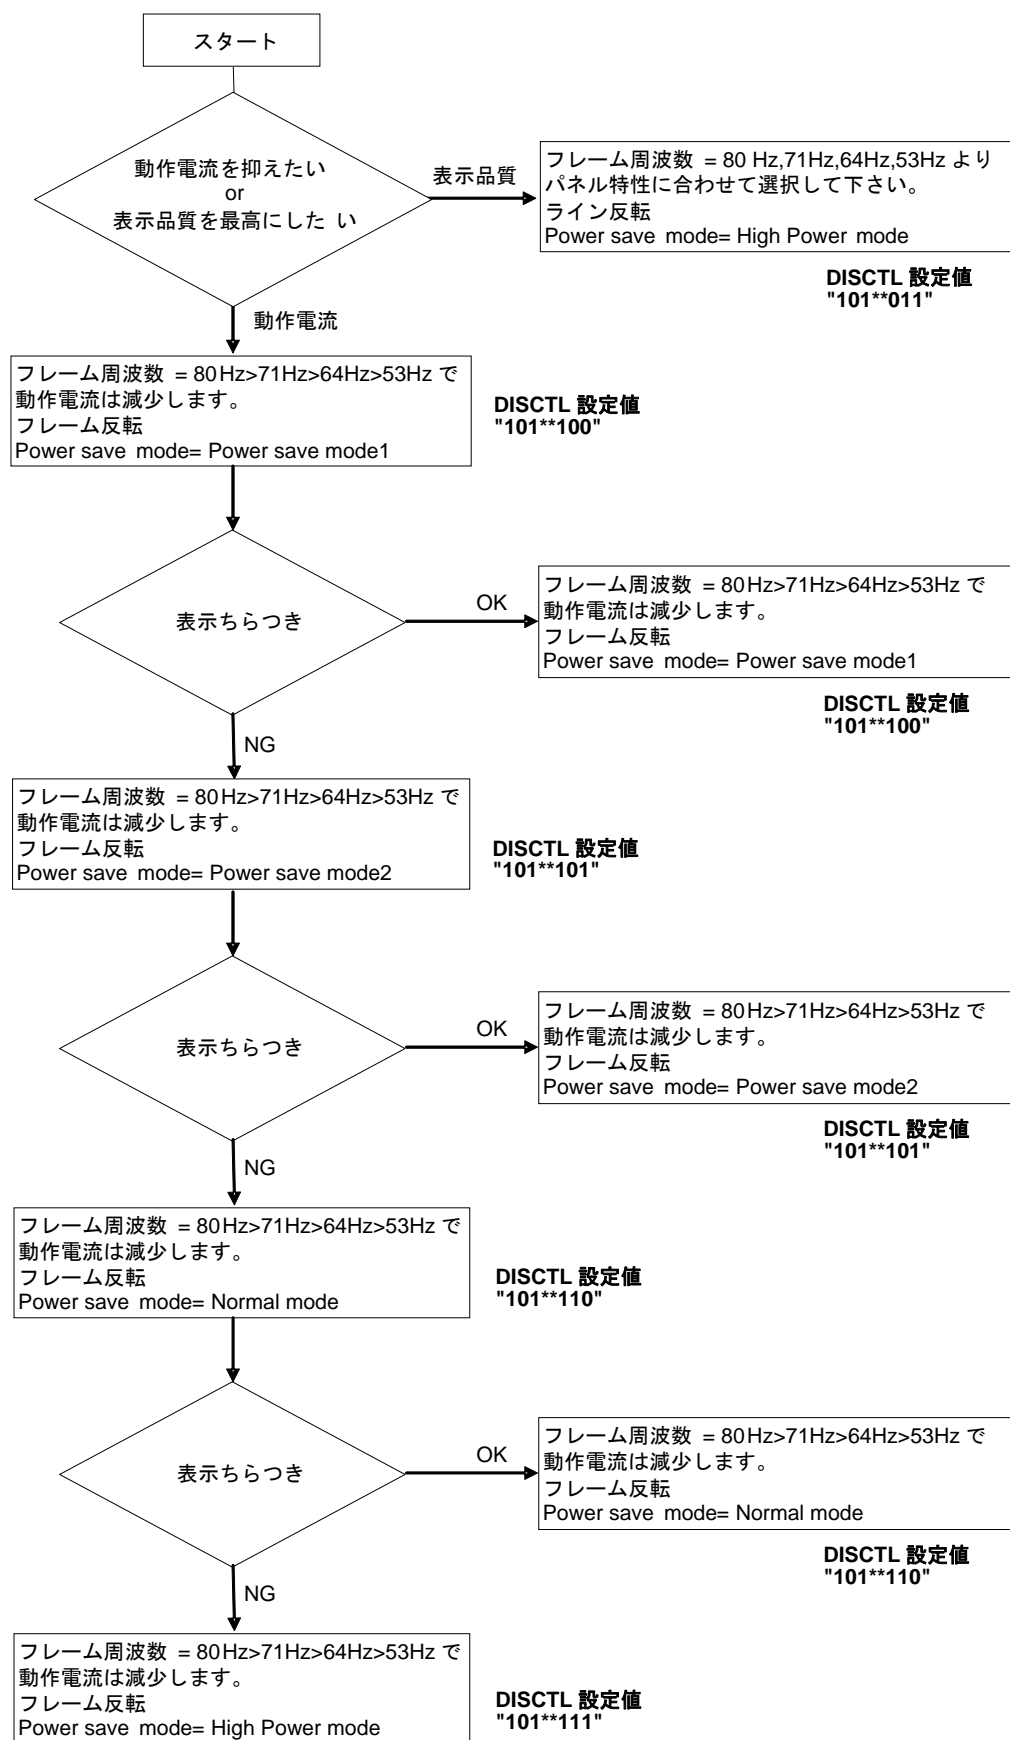 スタート
動作電流を抑えたい
or
表示品質を最高にした い
表示品質
フレーム周波数 = 80 Hz,71Hz,64Hz,53Hz より
パネル特性に合わせて選択して下さい。
ライン反転
Power save mode= High Power mode
DISCTL 設定値
"101**011"
動作電流
フレーム周波数 = 80Hz>71Hz>64Hz>53Hz で
動作電流は減少します。
フレーム反転
Power save mode= Power save mode1
DISCTL 設定値
"101**100"
表示ちらつき
OK
フレーム周波数 = 80Hz>71Hz>64Hz>53Hz で
動作電流は減少します。
フレーム反転
Power save mode= Power save mode1
DISCTL 設定値
"101**100"
NG
フレーム周波数 = 80Hz>71Hz>64Hz>53Hz で
動作電流は減少します。
フレーム反転
Power save mode= Power save mode2
DISCTL 設定値
"101**101"
表示ちらつき
OK
フレーム周波数 = 80Hz>71Hz>64Hz>53Hz で
動作電流は減少します。
フレーム反転
Power save mode= Power save mode2
DISCTL 設定値
"101**101"
NG
フレーム周波数 = 80Hz>71Hz>64Hz>53Hz で
動作電流は減少します。
フレーム反転
Power save mode= Normal mode
DISCTL 設定値
"101**110"
表示ちらつき
OK
フレーム周波数 = 80Hz>71Hz>64Hz>53Hz で
動作電流は減少します。
フレーム反転
Power save mode= Normal mode
DISCTL 設定値
"101**110"
NG
フレーム周波数 = 80Hz>71Hz>64Hz>53Hz で
動作電流は減少します。
フレーム反転
Power save mode= High Power mode
DISCTL 設定値
"101**111"